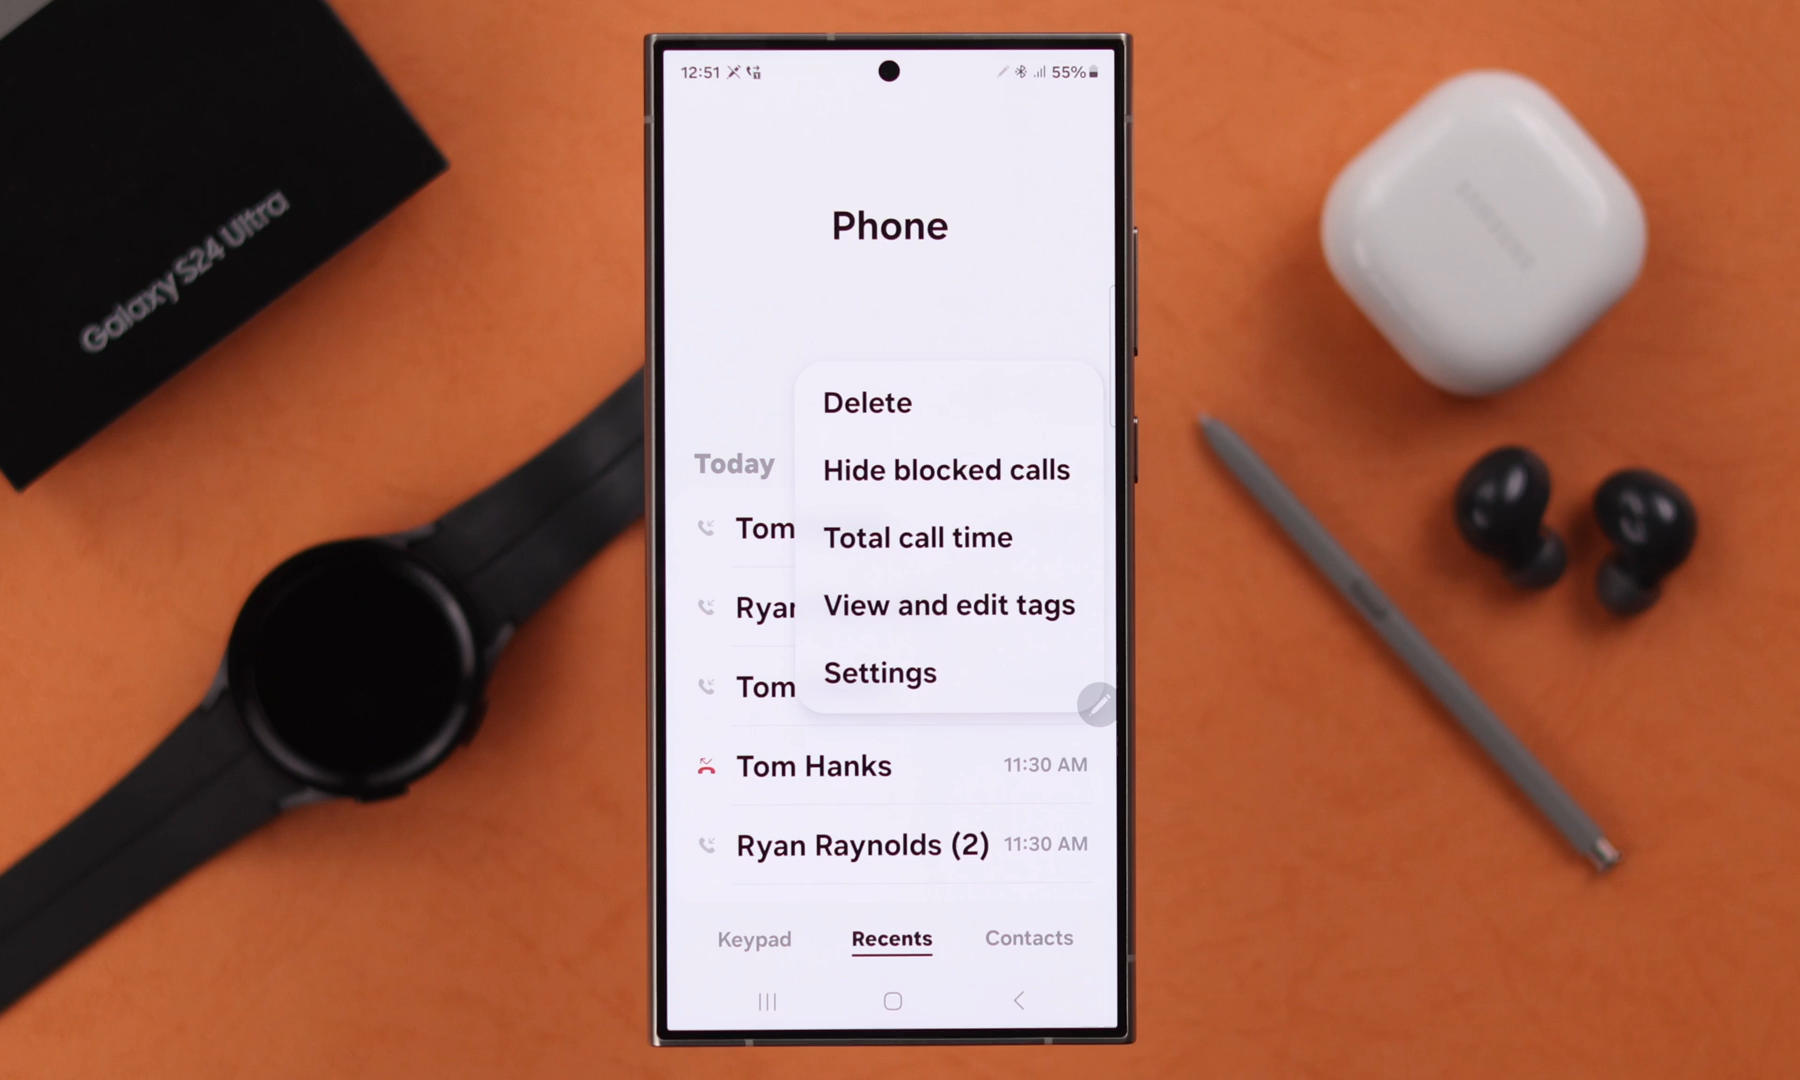 Galaxy S24 Ultra
12:51 55%
Phone
SAMSUNG
Delete
Today
Hide blocked calls
Tom
Total call time
Ryan
View and edit tags
Settings
Tom
Tom Hanks 11:30 AM
Ryan Raynolds (2) 11:30 AM
Keypad Recents Contacts